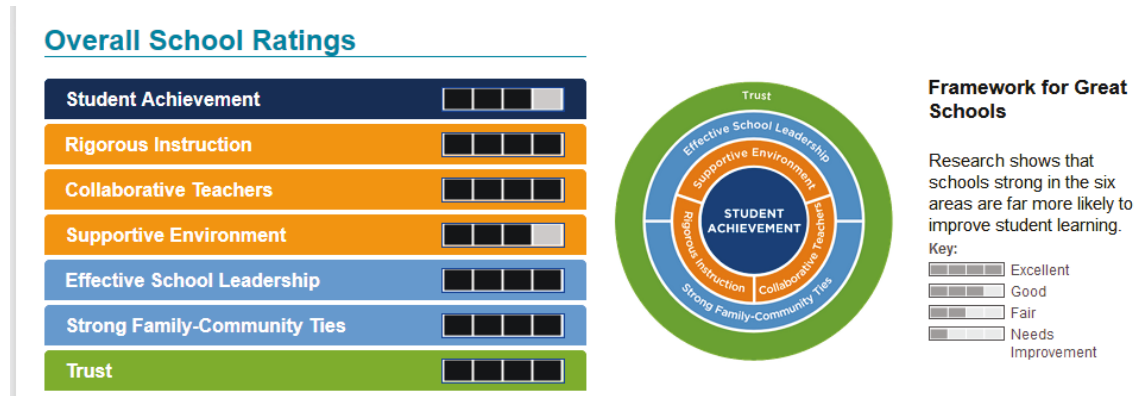 Overall School Ratings
Student Achievement
Rigorous Instruction
Collaborative Teachers
Supportive Environment
Effective School Leadership
Strong Family-Community Ties
Trust
Trust
Effective School Leadership
Supportive Environment
Rigorous Instruction
STUDENT
ACHIEVEMENT
Collaborative Teachers
Strong Family-Community Ties
Framework for Great
Schools
Research shows that
schools strong in the six
areas are far more likely to
improve student learning.
Key:
Excellent
Good
Fair
Needs
Improvement